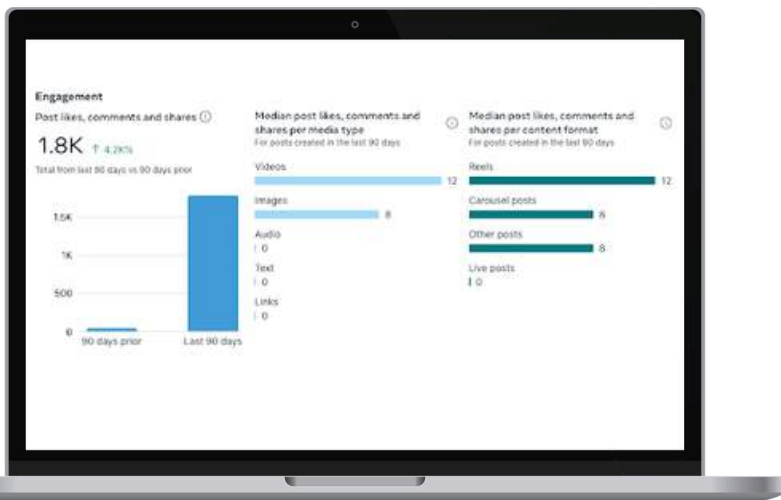 Engagement
Post likes, comments and shares
1.8K ↑ 4.2K%
Total from last 90 days vs 90 days prior
1.5K
1K
500
0
90 days prior
Last 90 days
Median post likes, comments and
shares per media type
For posts created in the last 90 days
Videos
12
Images
8
Audio
0
Text
0
Links
0
Median post likes, comments and
shares per content format
For posts created in the last 90 days
Reels
12
Carousel posts
8
Other posts
8
Live posts
0